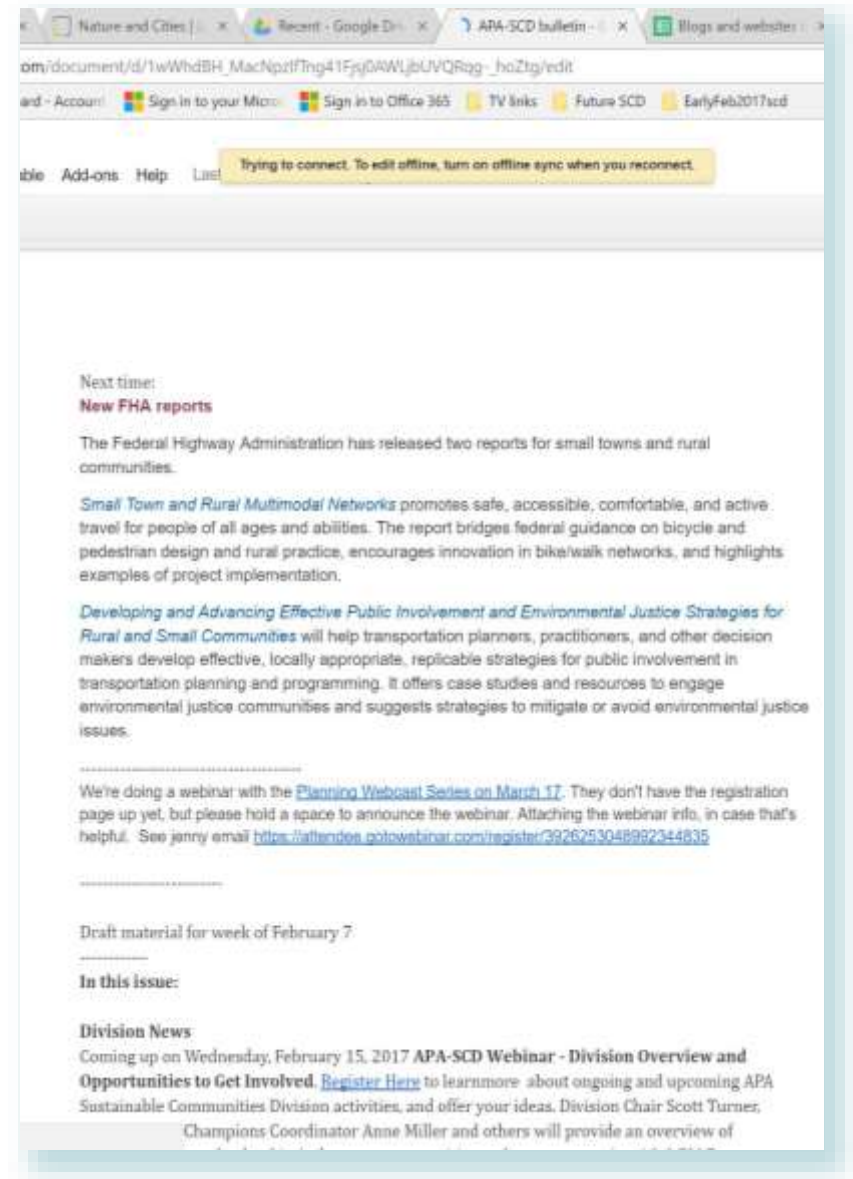 Nature and Cities |
Recent - Google Dri
APA-SCD bulletin -
Blogs and websites
om/document/d/1wWhdBH_MacNpzlfTng41Fjsj0AWLjbUVQRqg-_hoZtg/edit
ard - Account Sign in to your Micro Sign in to Office 365 TV links Future SCD EarlyFeb2017scd
Trying to connect. To edit offline, turn on offline sync when you reconnect.
able Add-ons Help Last
Next time:
New FHA reports
The Federal Highway Administration has released two reports for small towns and rural
communities.
Small Town and Rural Multimodal Networks promotes safe, accessible, comfortable, and active
travel for people of all ages and abilities. The report bridges federal guidance on bicycle and
pedestrian design and rural practice, encourages innovation in bike/walk networks, and highlights
examples of project implementation.
Developing and Advancing Effective Public Involvement and Environmental Justice Strategies for
Rural and Small Communities will help transportation planners, practitioners, and other decision
makers develop effective, locally appropriate, replicable strategies for public involvement in
transportation planning and programming. It offers case studies and resources to engage
environmental justice communities and suggests strategies to mitigate or avoid environmental justice
issues.
We're doing a webinar with the Planning Webcast Series on March 17. They don't have the registration
page up yet, but please hold a space to announce the webinar. Attaching the webinar info, in case that's
helpful. See jenny email https://attendee.gotowebinar.com/register/3926253048992344835
Draft material for week of February 7
In this issue:
Division News
Coming up on Wednesday, February 15, 2017 APA-SCD Webinar - Division Overview and
Opportunities to Get Involved. Register Here to learnmore about ongoing and upcoming APA
Sustainable Communities Division activities, and offer your ideas. Division Chair Scott Turner,
Champions Coordinator Anne Miller and others will provide an overview of